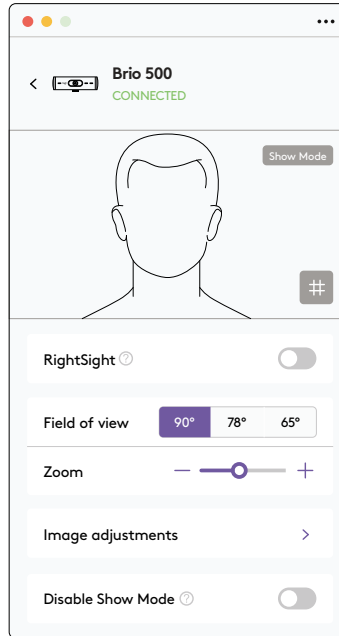 Brio 500
CONNECTED
Show Mode
RightSight ?
Field of view 90° 78° 65°
Zoom
Image adjustments
Disable Show Mode ?